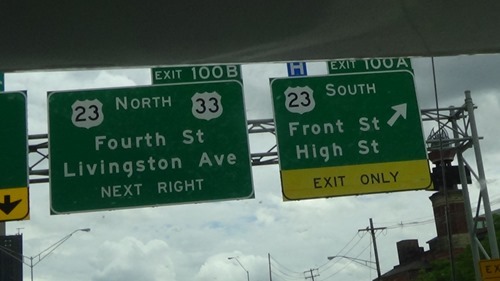 EXIT 100B
23 NORTH 33
Fourth St
Livingston Ave
NEXT RIGHT
H EXIT 100A
23 SOUTH
Front St
High St
EXIT ONLY
EX